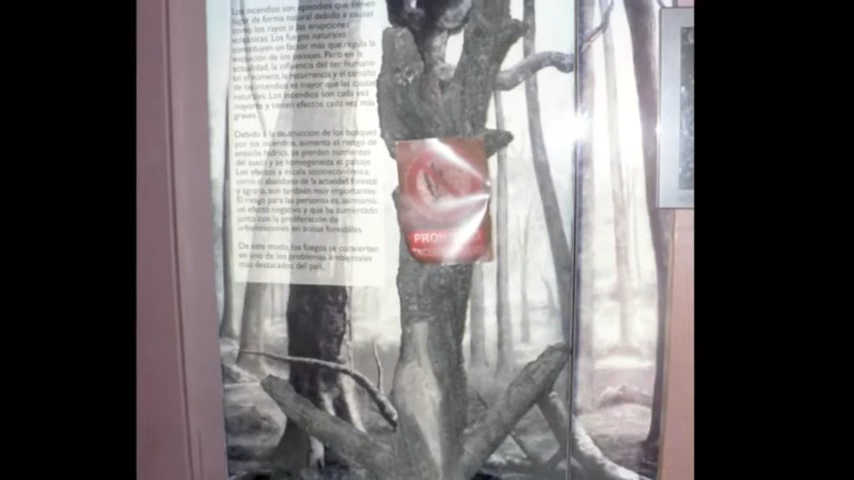 Los incendios son episodios que tienen
lugar de forma natural debido a causas
como los rayos o las erupciones
volcánicas. Los fuegos naturales
constituyen un factor más que regula la
evolución de los paisajes. Pero en la
actualidad, la influencia del ser humano
en el número, la recurrencia y el tamaño
de los incendios es mayor que las causas
naturales. Los incendios son cada vez
mayores y tienen efectos cada vez más
graves.
Debido a la destrucción de los bosques
por los incendios, aumenta el riesgo de
erosión hídrica, se pierden nutrientes
del suelo y se homogeneiza el paisaje.
Los efectos a escala socioeconómica,
como el abandono de la actividad forestal
y agraria, son también muy importantes.
El riesgo para las personas es, asimismo,
un efecto negativo y que ha aumentado
junto con la proliferación de
urbanizaciones en zonas forestales.
De este modo, los fuegos se convierten
en uno de los problemas ambientales
más destacados del país.
PROH